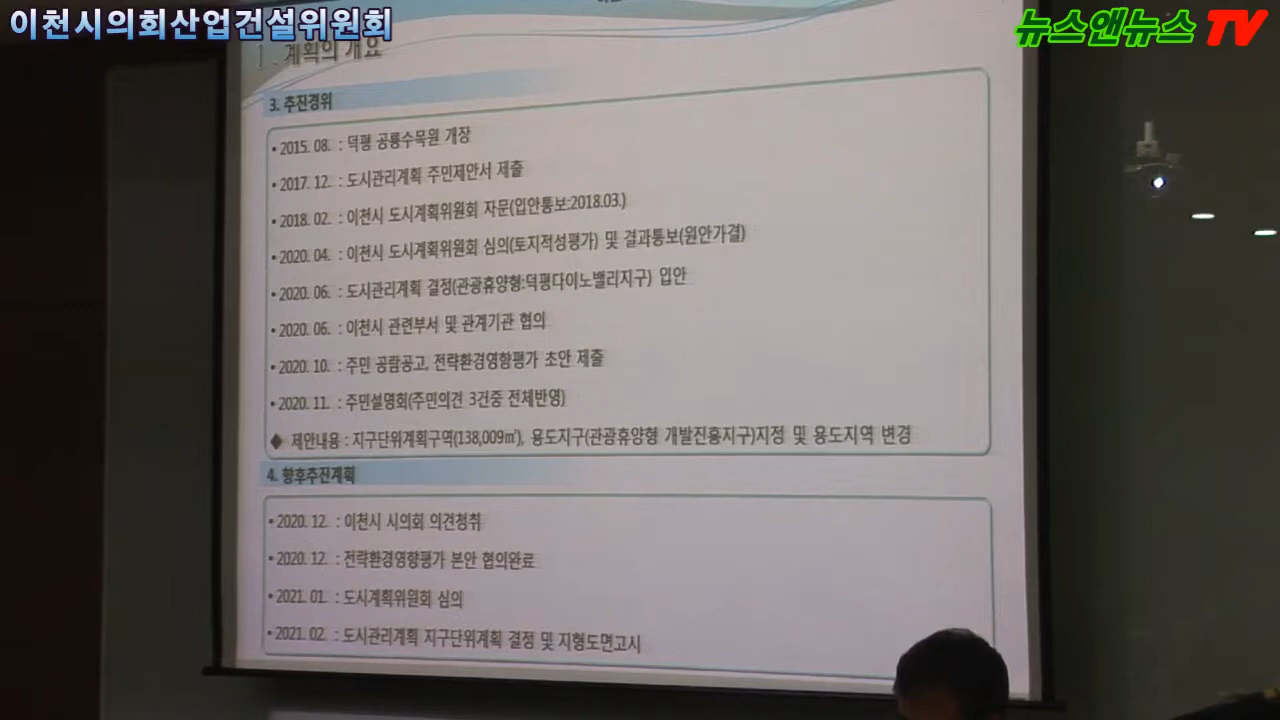 이천시의회산업건설위원회
뉴스앤뉴스 TV
Ⅰ. 계획의 개요
3. 추진경위
• 2015. 08. : 덕평 공룡수목원 개장
• 2017. 12. : 도시관리계획 주민제안서 제출
• 2018. 02. : 이천시 도시계획위원회 자문(입안통보:2018.03.)
• 2020. 04. : 이천시 도시계획위원회 심의(토지적성평가) 및 결과통보(원안가결)
• 2020. 06. : 도시관리계획 결정(관광휴양형:덕평다이노밸리지구) 입안
• 2020. 06. : 이천시 관련부서 및 관계기관 협의
• 2020. 10. : 주민 공람공고, 전략환경영향평가 초안 제출
• 2020. 11. : 주민설명회(주민의견 3건중 전체반영)
◆ 제안내용 : 지구단위계획구역(138,009㎡), 용도지구(관광휴양형 개발진흥지구)지정 및 용도지역 변경
4. 향후추진계획
• 2020. 12. : 이천시 시의회 의견청취
• 2020. 12. : 전략환경영향평가 본안 협의완료
• 2021. 01. : 도시계획위원회 심의
• 2021. 02. : 도시관리계획 지구단위계획 결정 및 지형도면고시